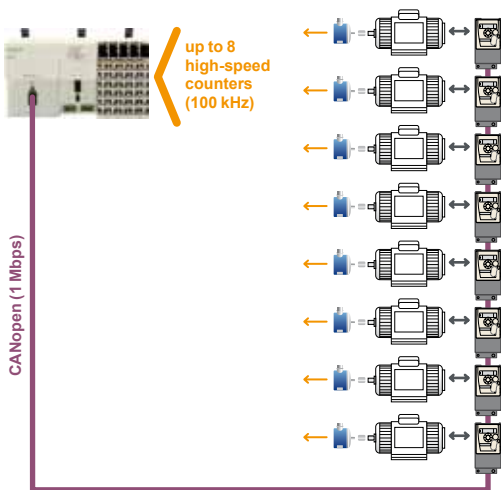 up to 8
high-speed
counters
(100 kHz)
CANopen (1 Mbps)